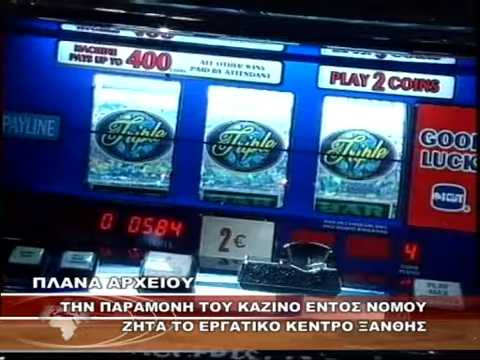 MACHINE
PAYS UP TO 400
ALL OTHER WINS
PAID BY ATTENDANT
PLAY 2 COINS
PAYLINE
Triple
Triple
Triple
GOOD
LUCK
IGT
0 0584
2€
4
PLAY
MAX
ΠΛΑΝΑ ΑΡΧΕΙΟΥ
ΤΗΝ ΠΑΡΑΜΟΝΗ ΤΟΥ ΚΑΖΙΝΟ ΕΝΤΟΣ ΝΟΜΟΥ
ΖΗΤΑ ΤΟ ΕΡΓΑΤΙΚΟ ΚΕΝΤΡΟ ΞΑΝΘΗΣ